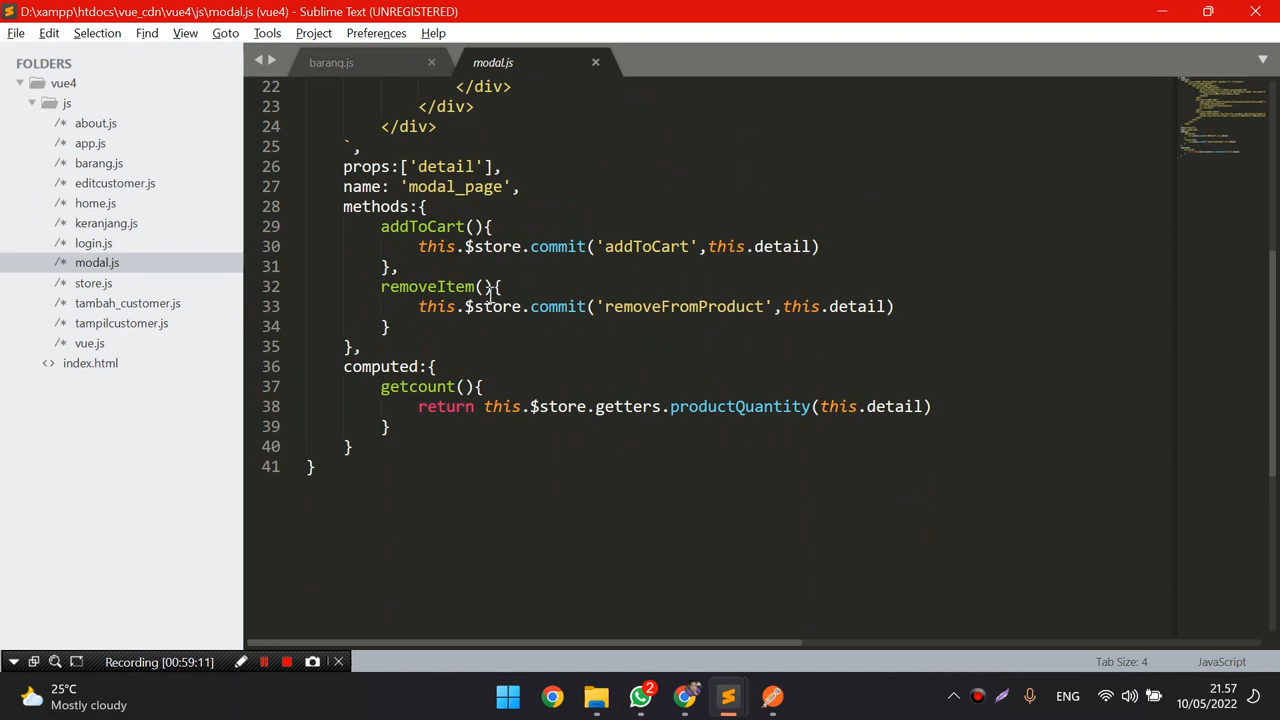 D:\xampp\htdocs\vue_cdn\vue4\js\modal.js (vue4) - Sublime Text (UNREGISTERED)
File Edit Selection Find View Goto Tools Project Preferences Help
FOLDERS
vue4
js
about.js
app.js
barang.js
editcustomer.js
home.js
keranjang.js
login.js
modal.js
store.js
tambah_customer.js
tampilcustomer.js
vue.js
index.html
barang.js
modal.js
22 </div>
23 </div>
24 </div>
25 `,
26 props:['detail'],
27 name: 'modal_page',
28 methods:{
29 addToCart(){
30 this.$store.commit('addToCart',this.detail)
31 },
32 removeItem(){
33 this.$store.commit('removeFromProduct',this.detail)
34 }
35 },
36 computed:{
37 getcount(){
38 return this.$store.getters.productQuantity(this.detail)
39 }
40 }
41 }
Recording [00:59:11]
Tab Size: 4
JavaScript
25°C
Mostly cloudy
2
ENG
21.57
10/05/2022